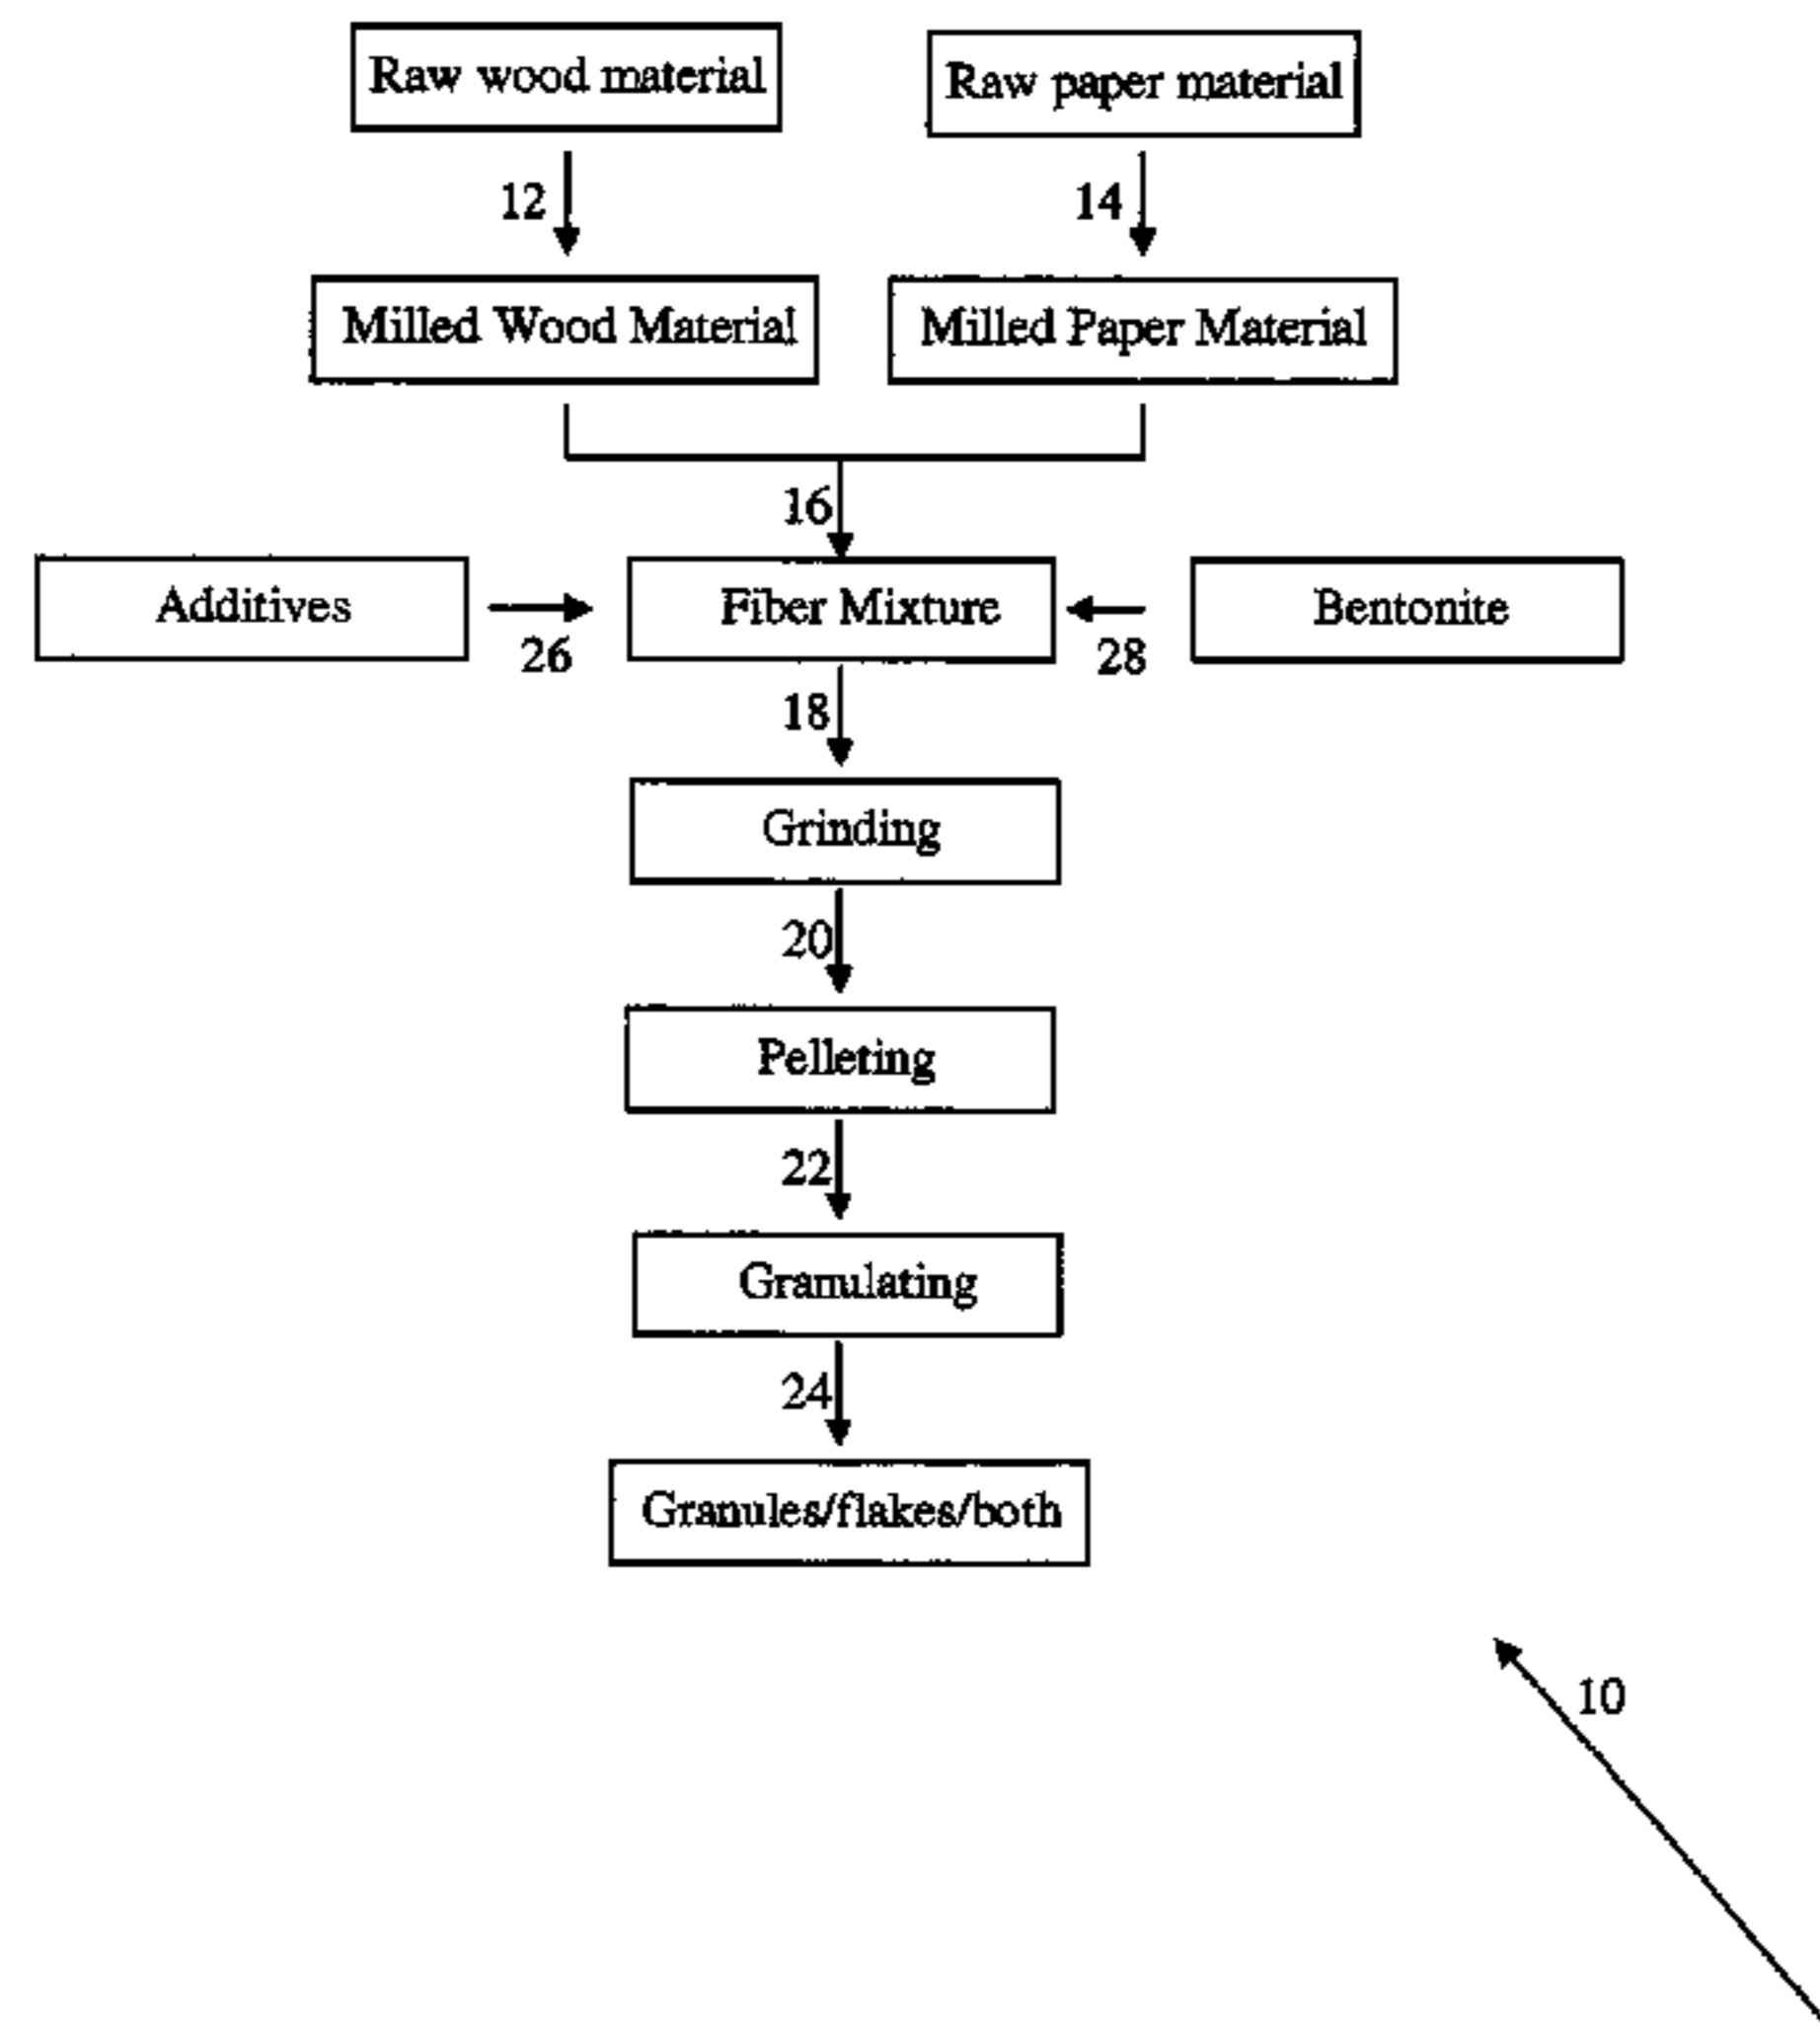 Raw wood material
Raw paper material
12
14
Milled Wood Material
Milled Paper Material
16
Additives
Fiber Mixture
Bentonite
26
28
18
Grinding
20
Pelleting
22
Granulating
24
Granules/flakes/both
10